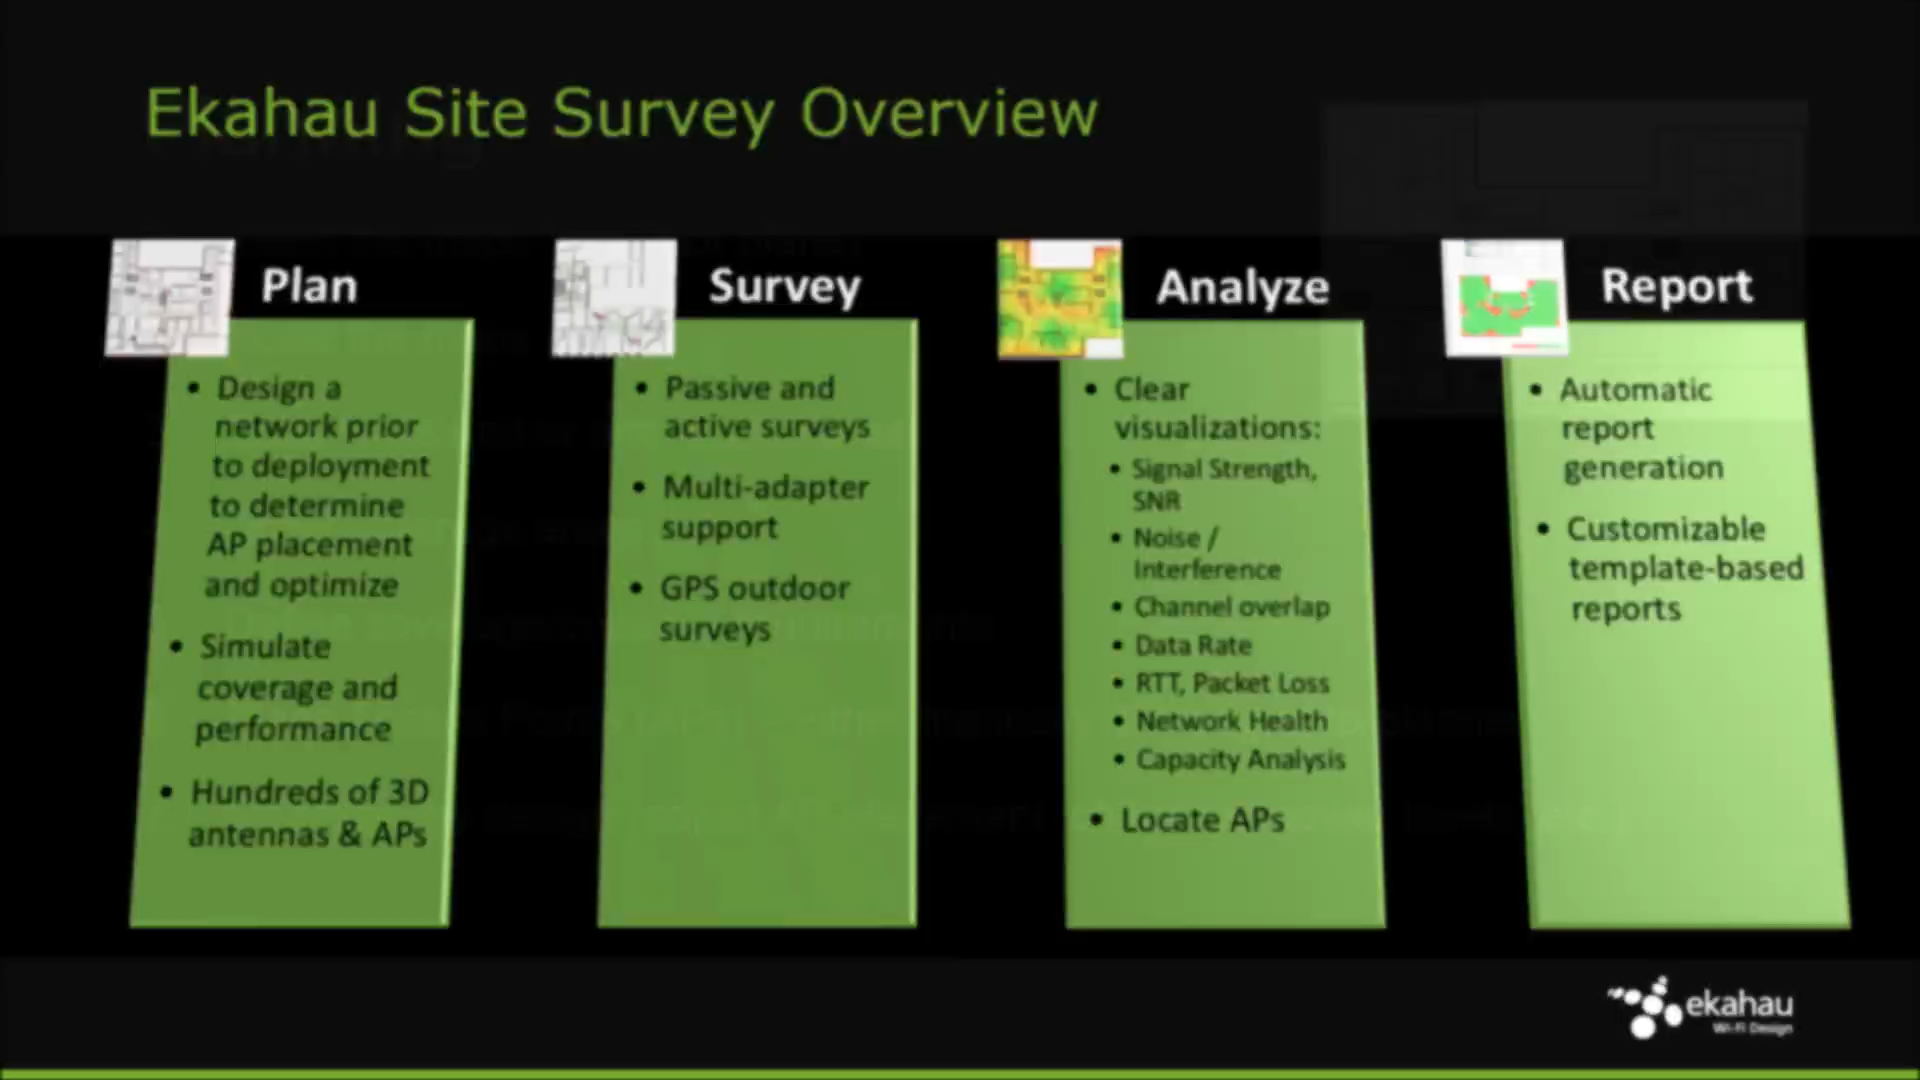 Ekahau Site Survey Overview
Plan
• Design a
network prior
to deployment
to determine
AP placement
and optimize
• Simulate
coverage and
performance
• Hundreds of 3D
antennas & APs
Survey
• Passive and
active surveys
• Multi-adapter
support
• GPS outdoor
surveys
Analyze
• Clear
visualizations:
• Signal Strength,
SNR
• Noise /
Interference
• Channel overlap
• Data Rate
• RTT, Packet Loss
• Network Health
• Capacity Analysis
• Locate APs
Report
• Automatic
report
generation
• Customizable
template-based
reports
ekahau
Wi-Fi Design